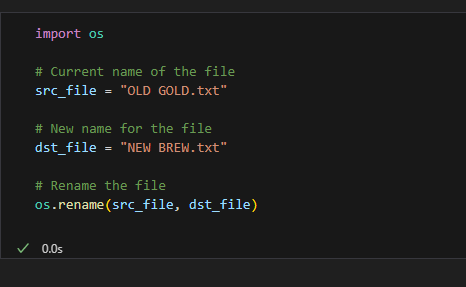 import os
# Current name of the file
src_file = "OLD GOLD.txt"
# New name for the file
dst_file = "NEW BREW.txt"
# Rename the file
os.rename(src_file, dst_file)
0.0s